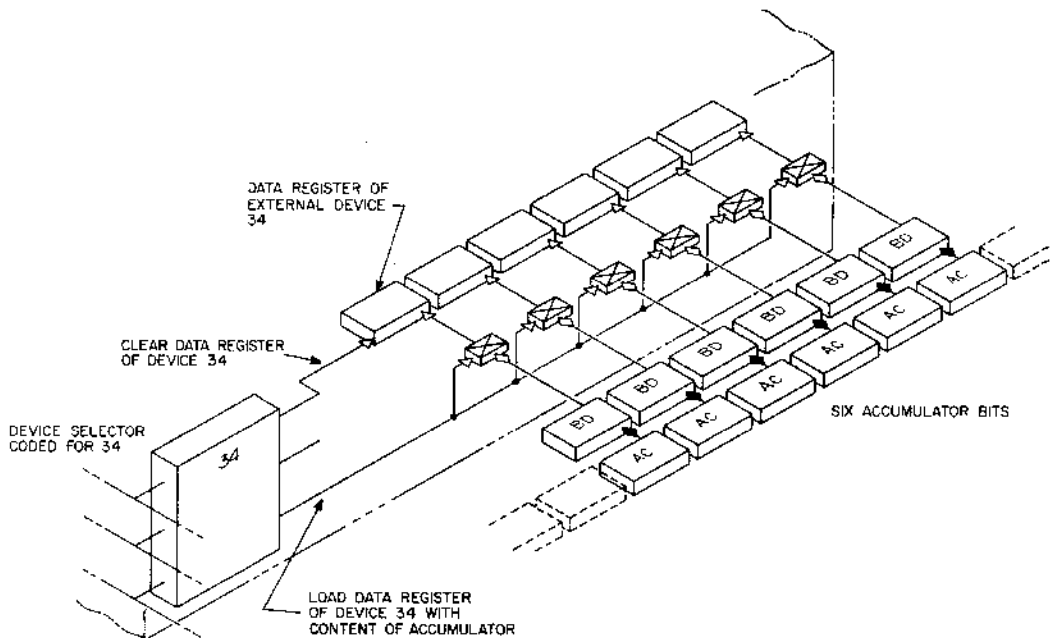 DATA REGISTER OF
EXTERNAL DEVICE
34
CLEAR DATA REGISTER
OF DEVICE 34
DEVICE SELECTOR
CODED FOR 34
34
BD
BD
BD
BD
BD
BD
AC
AC
AC
AC
AC
AC
SIX ACCUMULATOR BITS
LOAD DATA REGISTER
OF DEVICE 34 WITH
CONTENT OF ACCUMULATOR